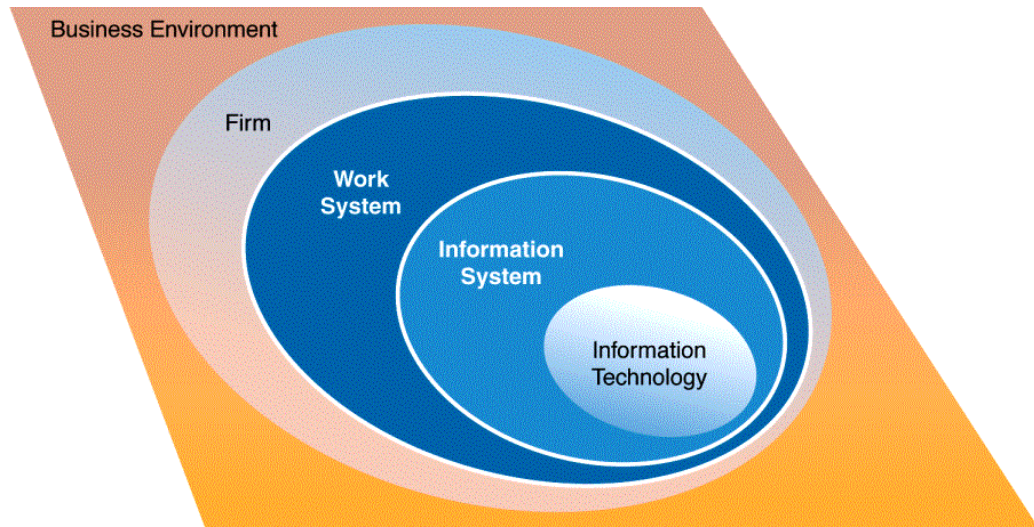 Business Environment
Firm
Work
System
Information
System
Information
Technology